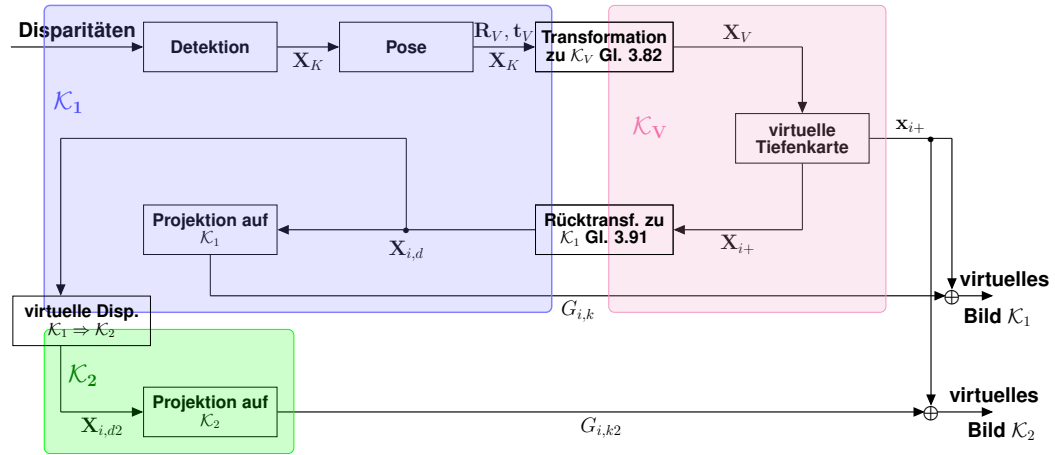 Disparitäten
Detektion
X_K
Pose
R_V, t_V
X_K
Transformation
zu 𝒦_V Gl. 3.82
X_V
𝒦_1
𝒦_V
virtuelle
Tiefenkarte
x_{i+}
Projektion auf
𝒦_1
X_{i,d}
Rücktransf. zu
𝒦_1 Gl. 3.91
X_{i+}
virtuelles
Bild 𝒦_1
G_{i,k}
virtuelle Disp.
𝒦_1 ⇒ 𝒦_2
𝒦_2
X_{i,d2}
Projektion auf
𝒦_2
G_{i,k2}
virtuelles
Bild 𝒦_2